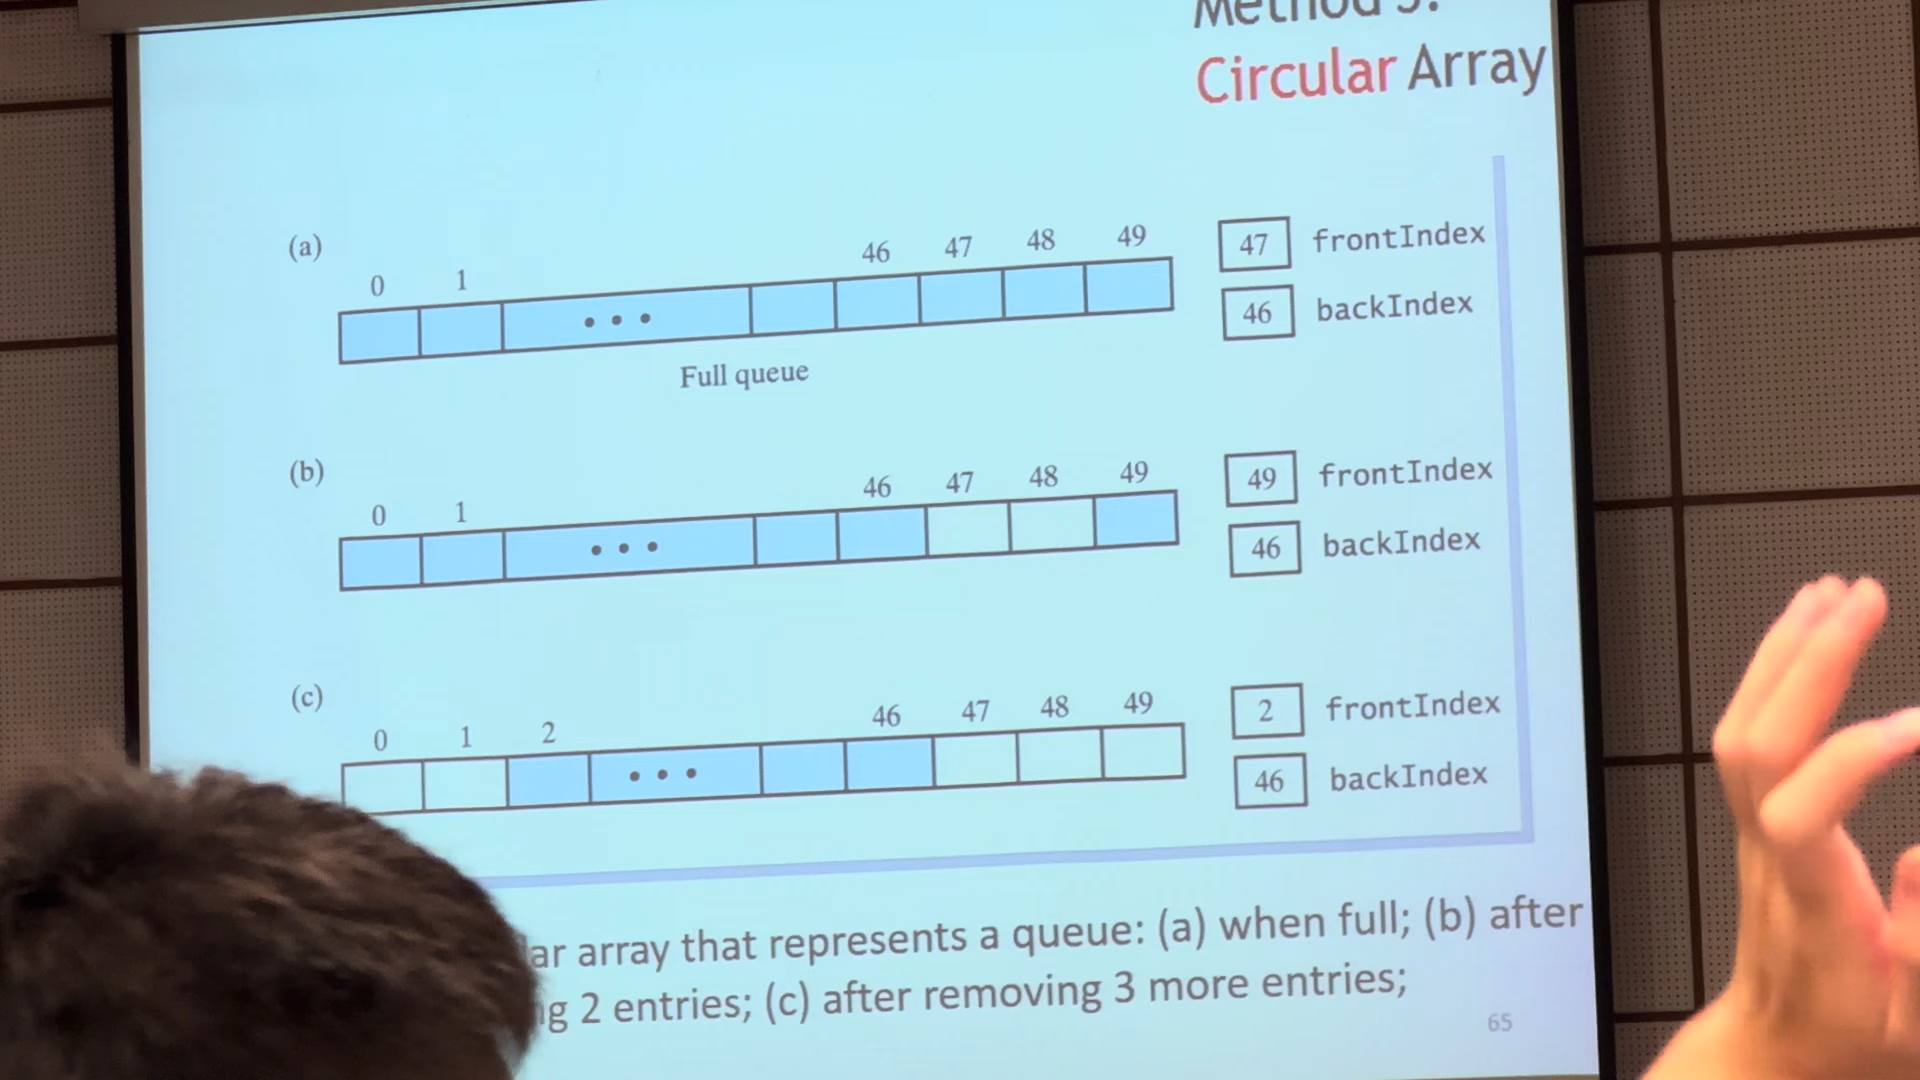 Circular Array
(a)
0 1 46 47 48 49
47 frontIndex
46 backIndex
Full queue
(b)
0 1 46 47 48 49
49 frontIndex
46 backIndex
(c)
0 1 2 46 47 48 49
2 frontIndex
46 backIndex
array that represents a queue: (a) when full; (b) after
2 entries; (c) after removing 3 more entries;
65